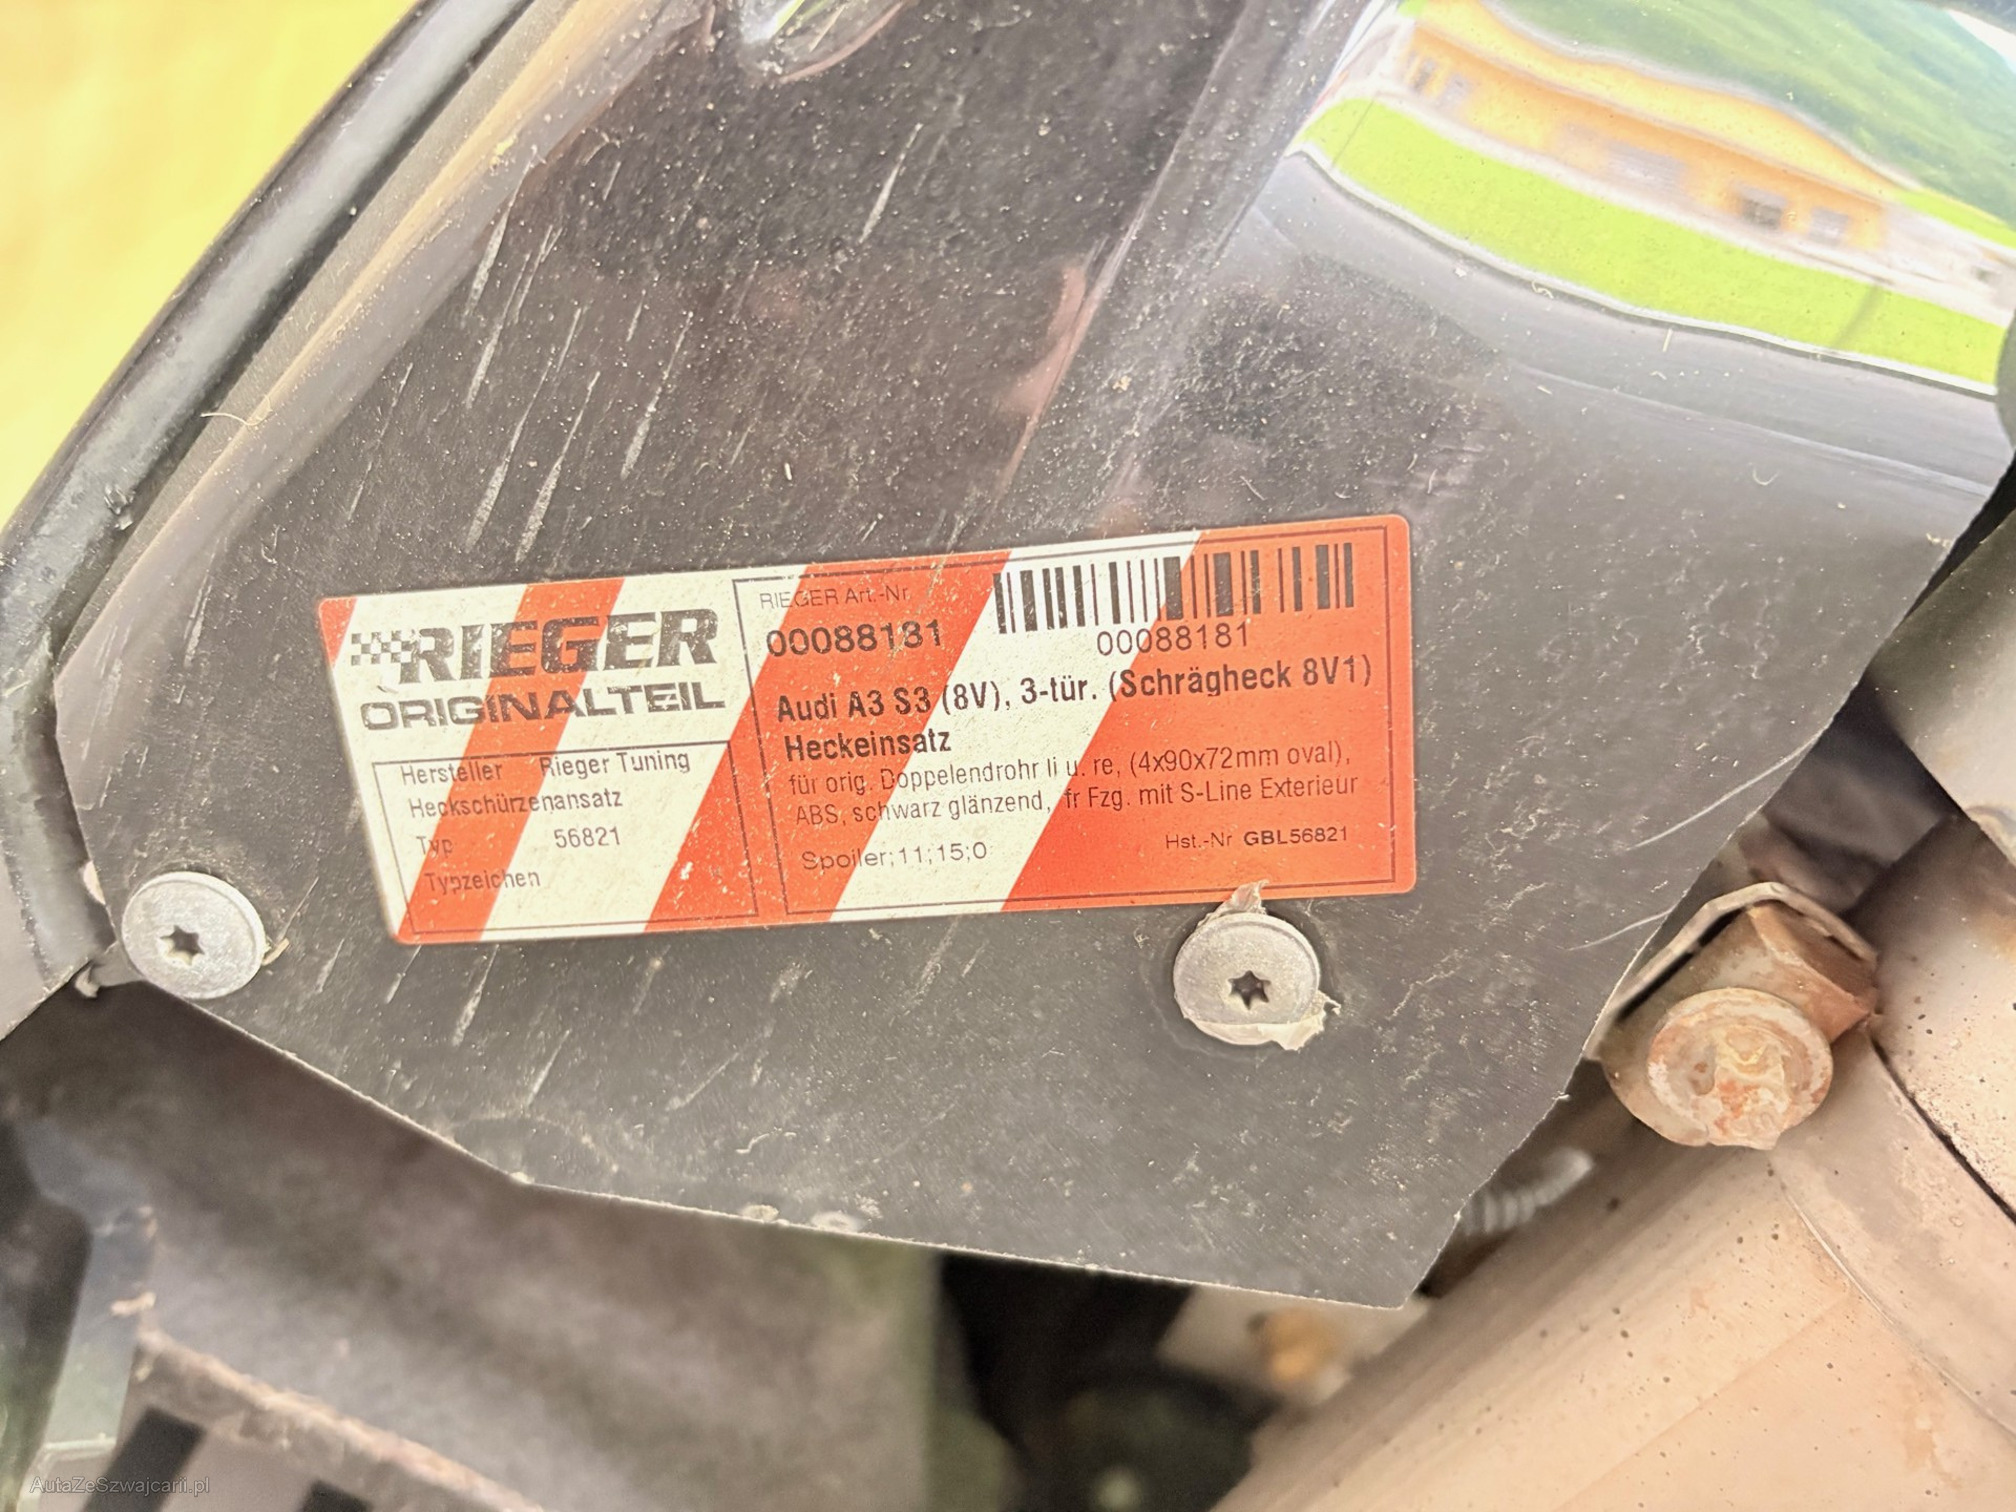 RIEGER
ORIGINALTEIL
Hersteller Rieger Tuning
Heckschürzenansatz
Typ 56821
Typzeichen
RIEGER Art.-Nr.
00088181
00088181
Audi A3 S3 (8V), 3-tür. (Schrägheck 8V1)
Heckeinsatz
für orig. Doppelendrohr li u. re, (4x90x72mm oval),
ABS, schwarz glänzend, fr Fzg. mit S-Line Exterieur
Spoiler;11;15;0
Hst.-Nr GBL56821
AutaZeSzwajcarii.pl